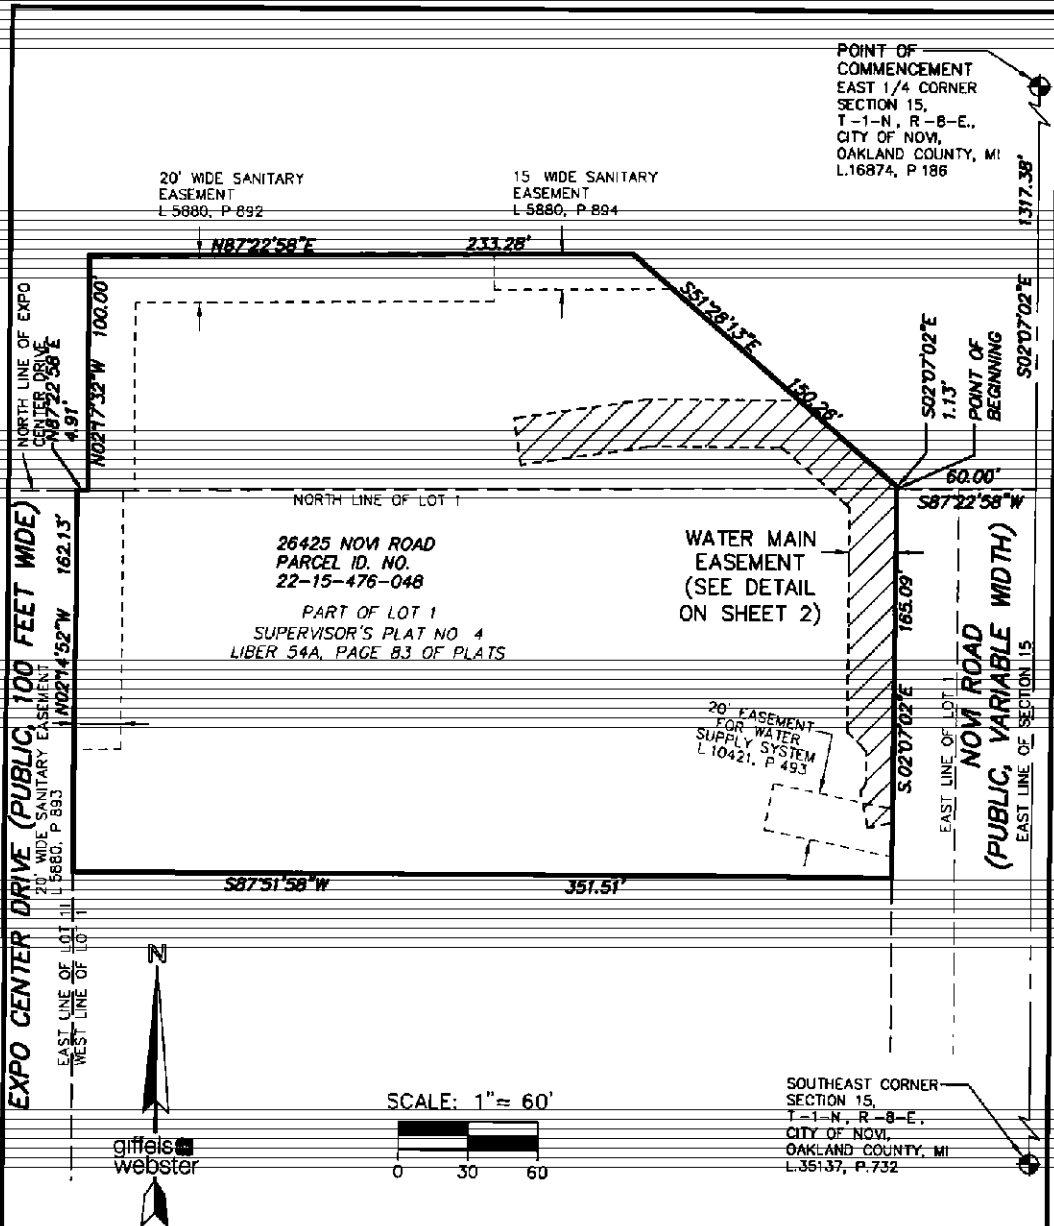 POINT OF
COMMENCEMENT
EAST 1/4 CORNER
SECTION 15,
T-1-N, R-8-E.,
CITY OF NOVI,
OAKLAND COUNTY, MI
L.16874, P 186
1317.38'
S02°07'02"E
20' WIDE SANITARY
EASEMENT
L 5880, P 892
15 WIDE SANITARY
EASEMENT
L 5880, P 894
N87°22'58"E
233.28'
S51°28'13"E
150.26'
NORTH LINE OF EXPO
CENTER DRIVE
N87°22'58"E
4.91'
N02°17'32"W 100.00'
S02°07'02"E
1.13'
POINT OF
BEGINNING
60.00'
S87°22'58"W
NORTH LINE OF LOT 1
26425 NOVI ROAD
PARCEL ID. NO.
22-15-476-048
PART OF LOT 1
SUPERVISOR'S PLAT NO 4
LIBER 54A, PAGE 83 OF PLATS
WATER MAIN
EASEMENT
(SEE DETAIL
ON SHEET 2)
165.09'
S.02°07'02"E
EXPO CENTER DRIVE (PUBLIC, 100 FEET WIDE)
20' WIDE SANITARY EASEMENT
L 5880, P 893
N02°14'52"W 162.13'
20' EASEMENT
FOR WATER
SUPPLY SYSTEM
L 10421, P 493
EAST LINE OF LOT 1
NOVI ROAD
(PUBLIC, VARIABLE WIDTH)
EAST LINE OF SECTION 15
S87°51'58"W
351.51'
EAST LINE OF LOT 11
WEST LINE OF LOT 1
N
giffels
webster
SCALE: 1"= 60'
0 30 60
SOUTHEAST CORNER
SECTION 15,
T-1-N, R-8-E,
CITY OF NOVI,
OAKLAND COUNTY, MI
L.35137, P.732